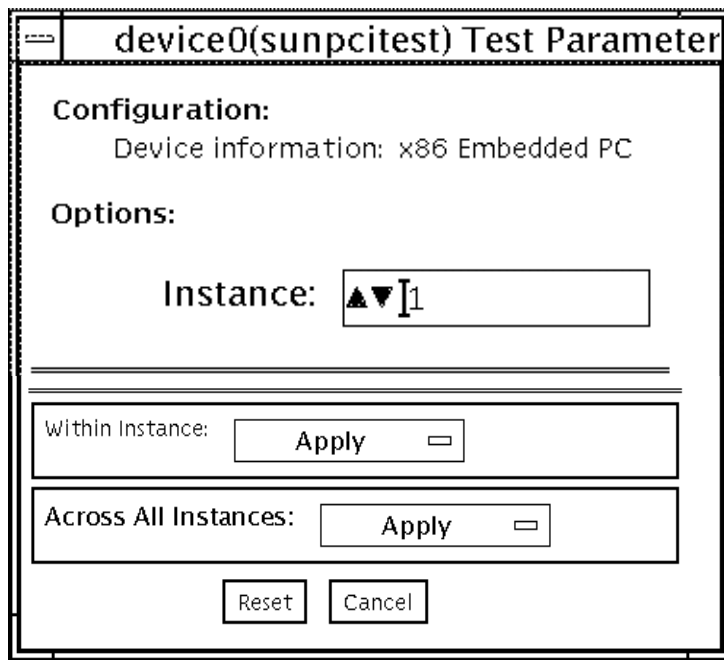 device0(sunpcitest) Test Parameter
Configuration:
Device information: x86 Embedded PC
Options:
Instance: 1
Within Instance: Apply
Across All Instances: Apply
Reset Cancel